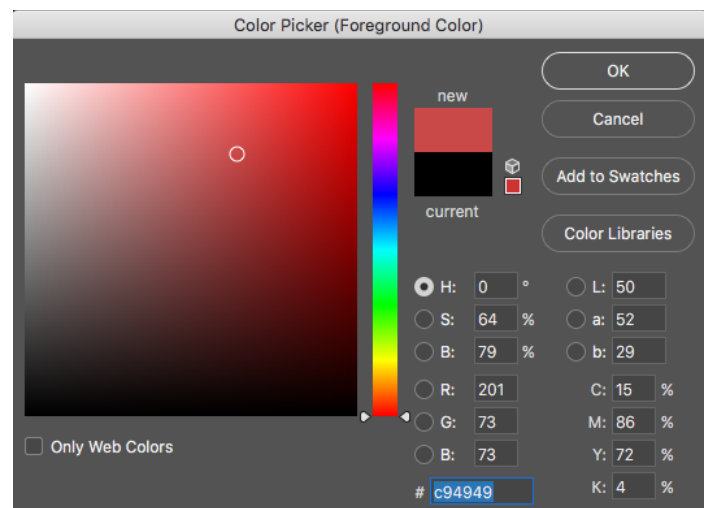 Color Picker (Foreground Color)
new
current
OK
Cancel
Add to Swatches
Color Libraries
H: 0 °
S: 64 %
B: 79 %
R: 201
G: 73
B: 73
# c94949
L: 50
a: 52
b: 29
C: 15 %
M: 86 %
Y: 72 %
K: 4 %
Only Web Colors